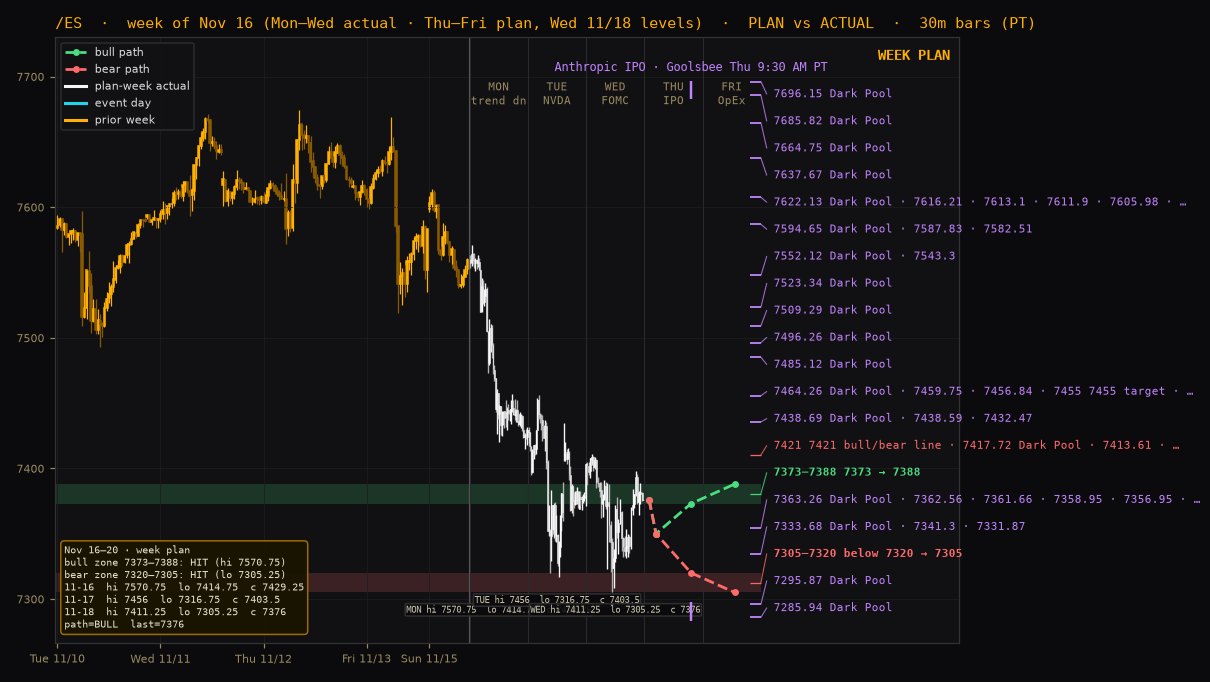 /ES · week of Nov 16 (Mon–Wed actual · Thu–Fri plan, Wed 11/18 levels) · PLAN vs ACTUAL · 30m bars (PT)
bull path
bear path
plan-week actual
event day
prior week
WEEK PLAN
Anthropic IPO · Goolsbee Thu 9:30 AM PT
MON
trend dn
TUE
NVDA
WED
FOMC
THU
IPO
FRI
OpEx
7700
7600
7500
7400
7300
7696.15 Dark Pool
7685.82 Dark Pool
7664.75 Dark Pool
7637.67 Dark Pool
7622.13 Dark Pool · 7616.21 · 7613.1 · 7611.9 · 7605.98 · …
7594.65 Dark Pool · 7587.83 · 7582.51
7552.12 Dark Pool · 7543.3
7523.34 Dark Pool
7509.29 Dark Pool
7496.26 Dark Pool
7485.12 Dark Pool
7464.26 Dark Pool · 7459.75 · 7456.84 · 7455 7455 target · …
7438.69 Dark Pool · 7438.59 · 7432.47
7421 7421 bull/bear line · 7417.72 Dark Pool · 7413.61 · …
7373–7388 7373 → 7388
7363.26 Dark Pool · 7362.56 · 7361.66 · 7358.95 · 7356.95 · …
7333.68 Dark Pool · 7341.3 · 7331.87
7305–7320 below 7320 → 7305
7295.87 Dark Pool
7285.94 Dark Pool
Nov 16–20 · week plan
bull zone 7373–7388: HIT (hi 7570.75)
bear zone 7320–7305: HIT (lo 7305.25)
11-16 hi 7570.75 lo 7414.75 c 7429.25
11-17 hi 7456 lo 7316.75 c 7403.5
11-18 hi 7411.25 lo 7305.25 c 7376
path=BULL last=7376
TUE hi 7456 lo 7316.75 c 7403.5
MON hi 7570.75 lo 7414.
WED hi 7411.25 lo 7305.25 c 7376
Tue 11/10
Wed 11/11
Thu 11/12
Fri 11/13
Sun 11/15